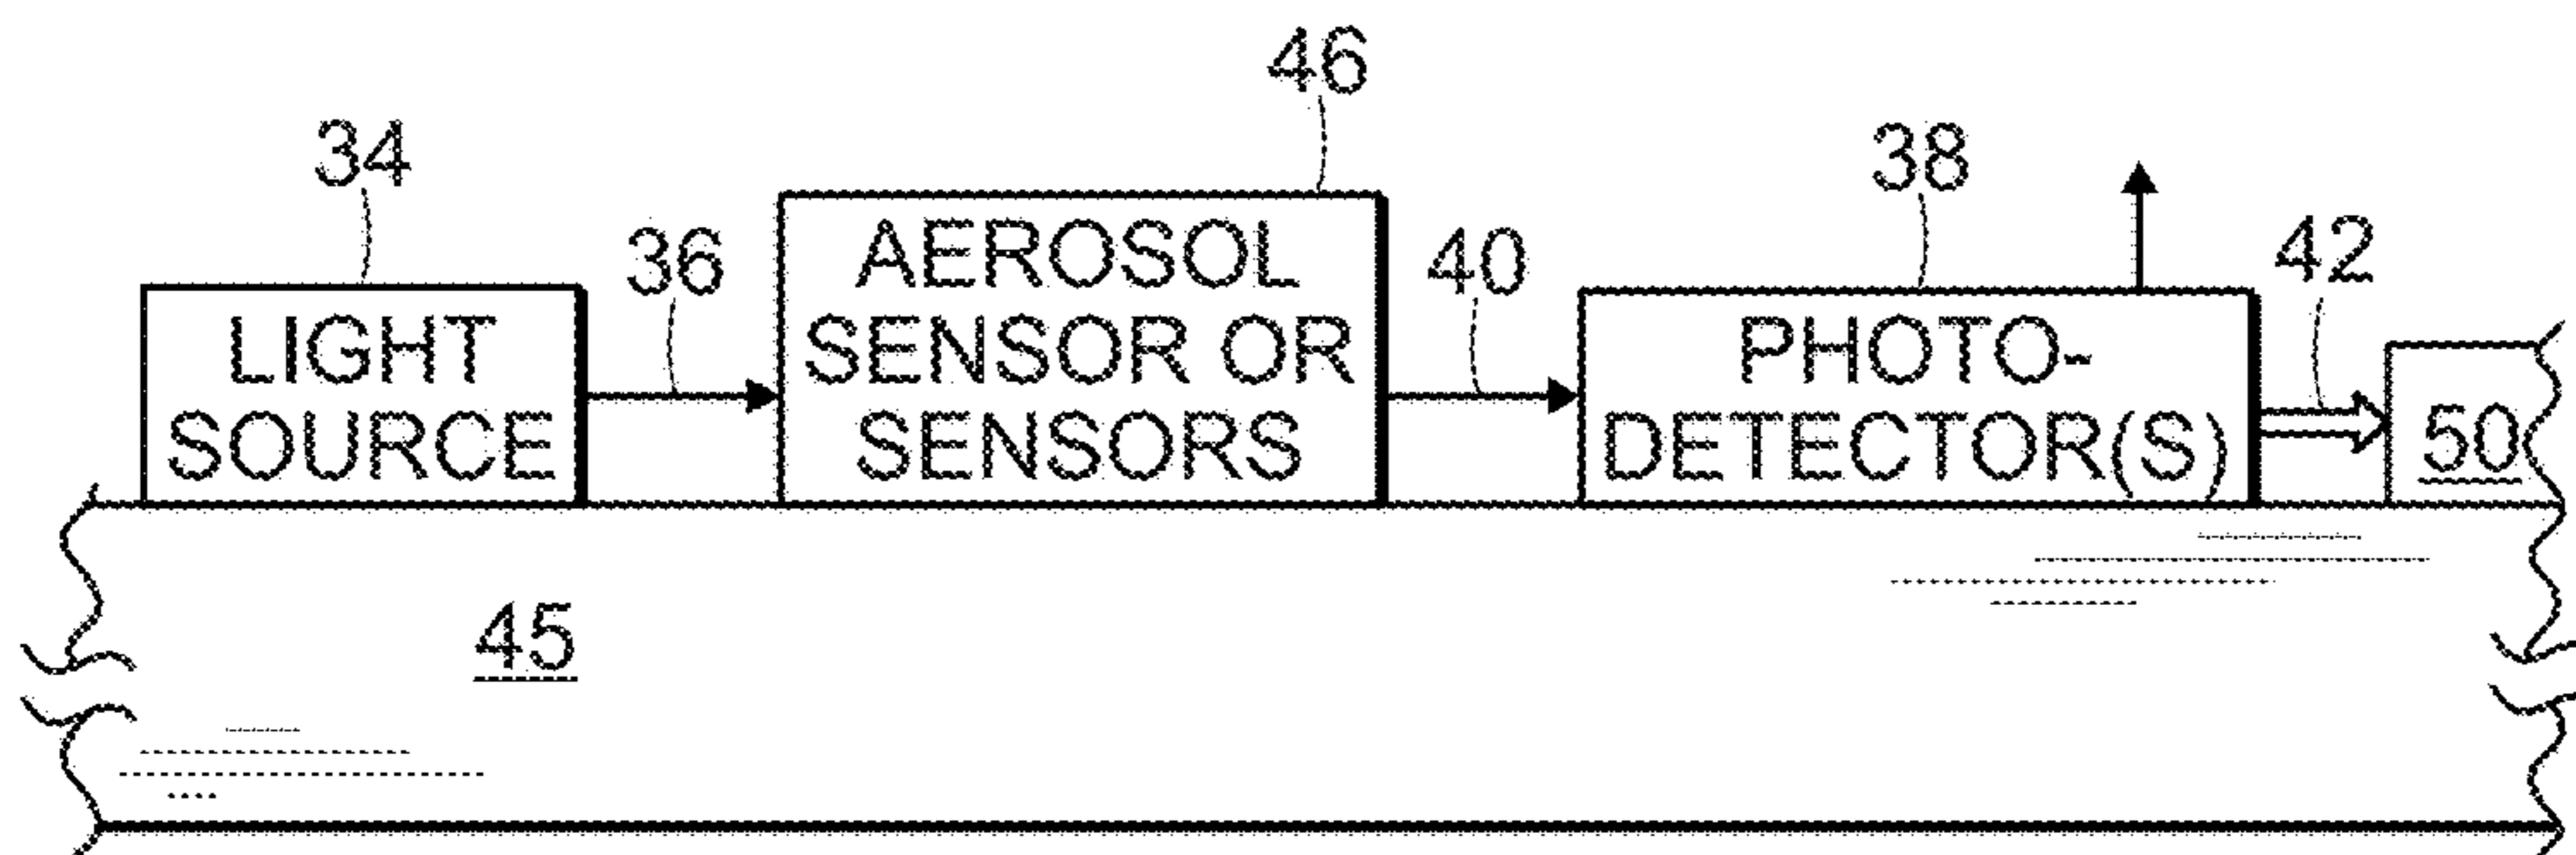 46
34
38
36
40
42
LIGHT
SOURCE
AEROSOL
SENSOR OR
SENSORS
PHOTO-
DETECTOR(S)
50
45